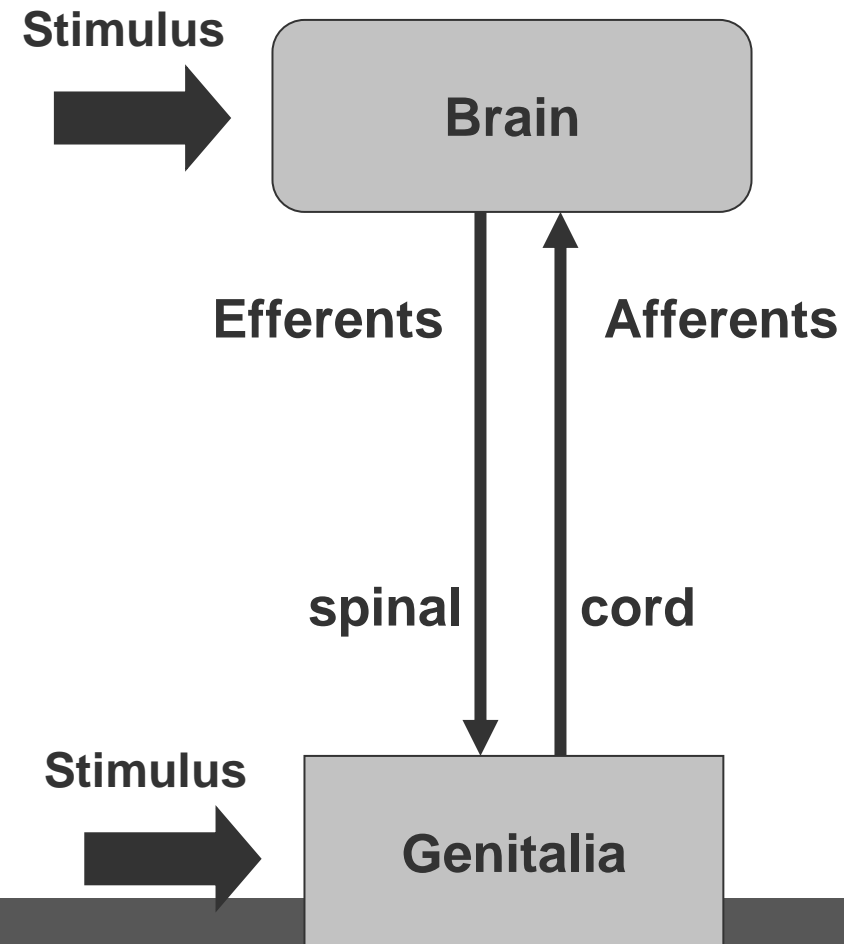 Stimulus
Brain
Efferents Afferents
spinal cord
Stimulus
Genitalia